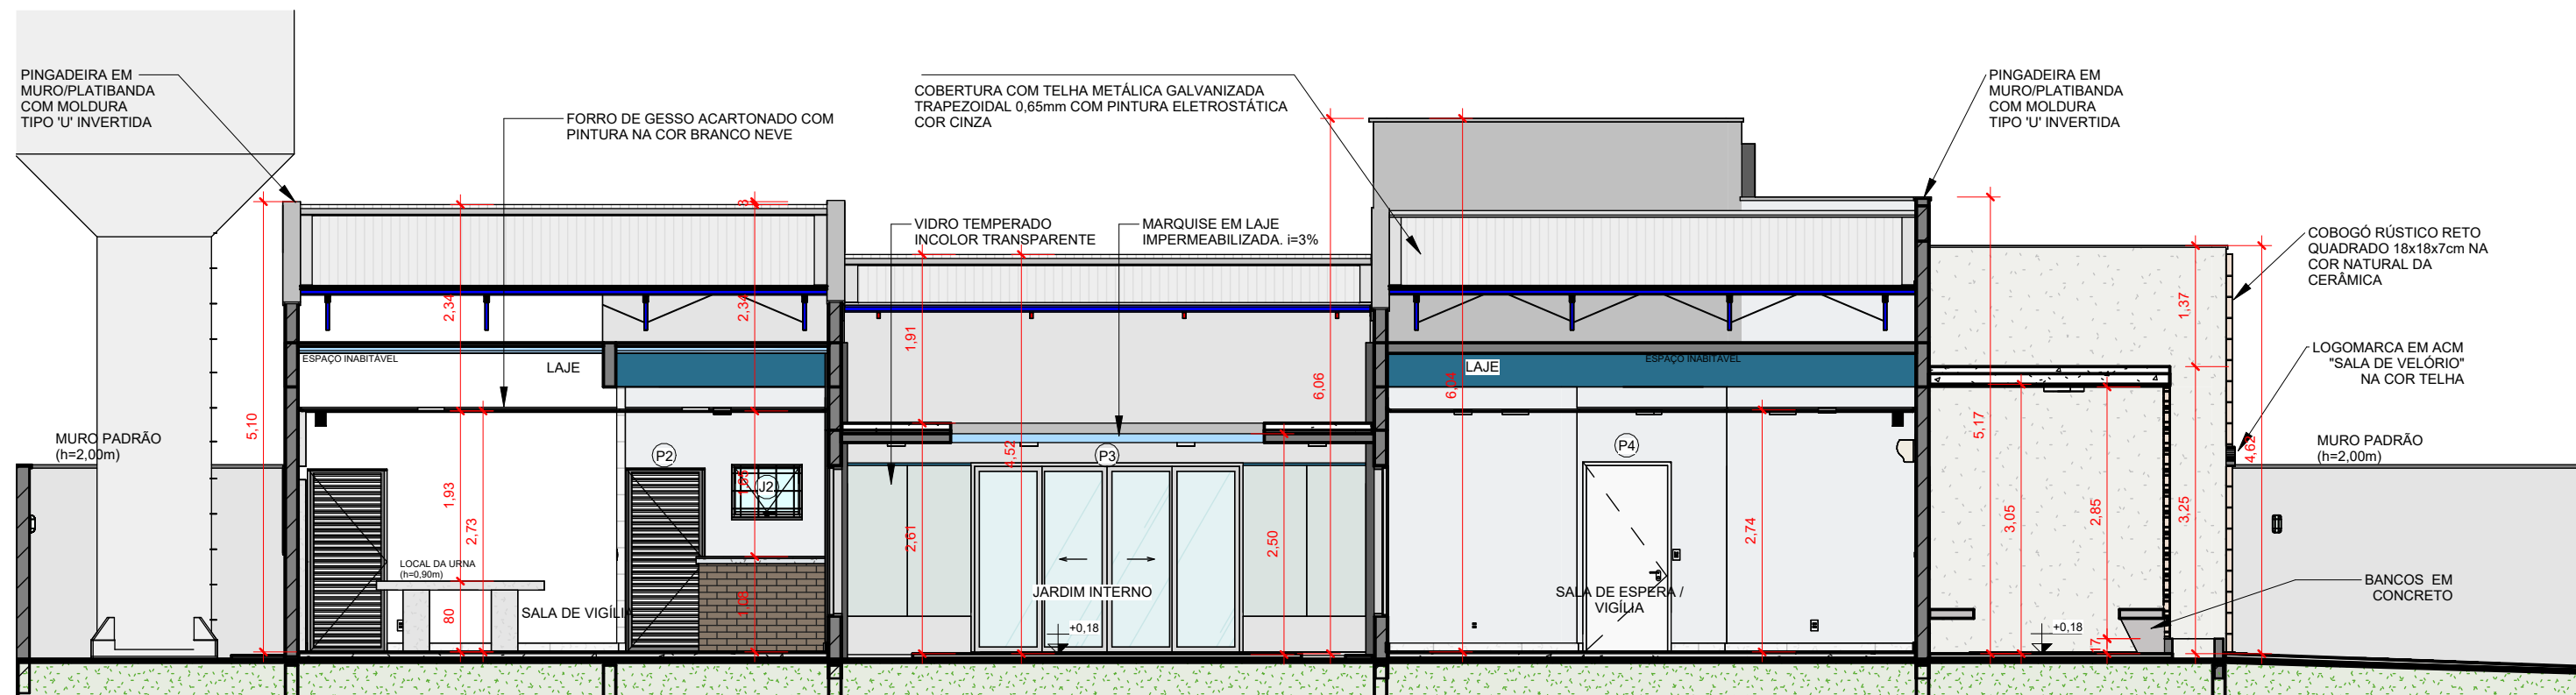 PINGADEIRA EM
MURO/PLATIBANDA
COM MOLDURA
TIPO 'U' INVERTIDA
FORRO DE GESSO ACARTONADO COM
PINTURA NA COR BRANCO NEVE
COBERTURA COM TELHA METÁLICA GALVANIZADA
TRAPEZOIDAL 0,65mm COM PINTURA ELETROSTÁTICA
COR CINZA
PINGADEIRA EM
MURO/PLATIBANDA
COM MOLDURA
TIPO 'U' INVERTIDA
VIDRO TEMPERADO
INCOLOR TRANSPARENTE
MARQUISE EM LAJE
IMPERMEABILIZADA. i=3%
COBOGÓ RÚSTICO RETO
QUADRADO 18x18x7cm NA
COR NATURAL DA
CERÂMICA
LOGOMARCA EM ACM
"SALA DE VELÓRIO"
NA COR TELHA
MURO PADRÃO
(h=2,00m)
MURO PADRÃO
(h=2,00m)
BANCOS EM
CONCRETO
ESPAÇO INABITÁVEL
LAJE
LAJE
ESPAÇO INABITÁVEL
P2
J2
P3
P4
LOCAL DA URNA
(h=0,90m)
SALA DE VIGÍLIA
JARDIM INTERNO
+0,18
SALA DE ESPERA /
VIGÍLIA
+0,18
5,10
2,34
1,93
2,73
80
3
2,34
1,65
1,08
1,91
2,61
4,52
2,50
6,06
6,04
2,74
5,17
3,05
2,85
17
1,37
3,25
4,62